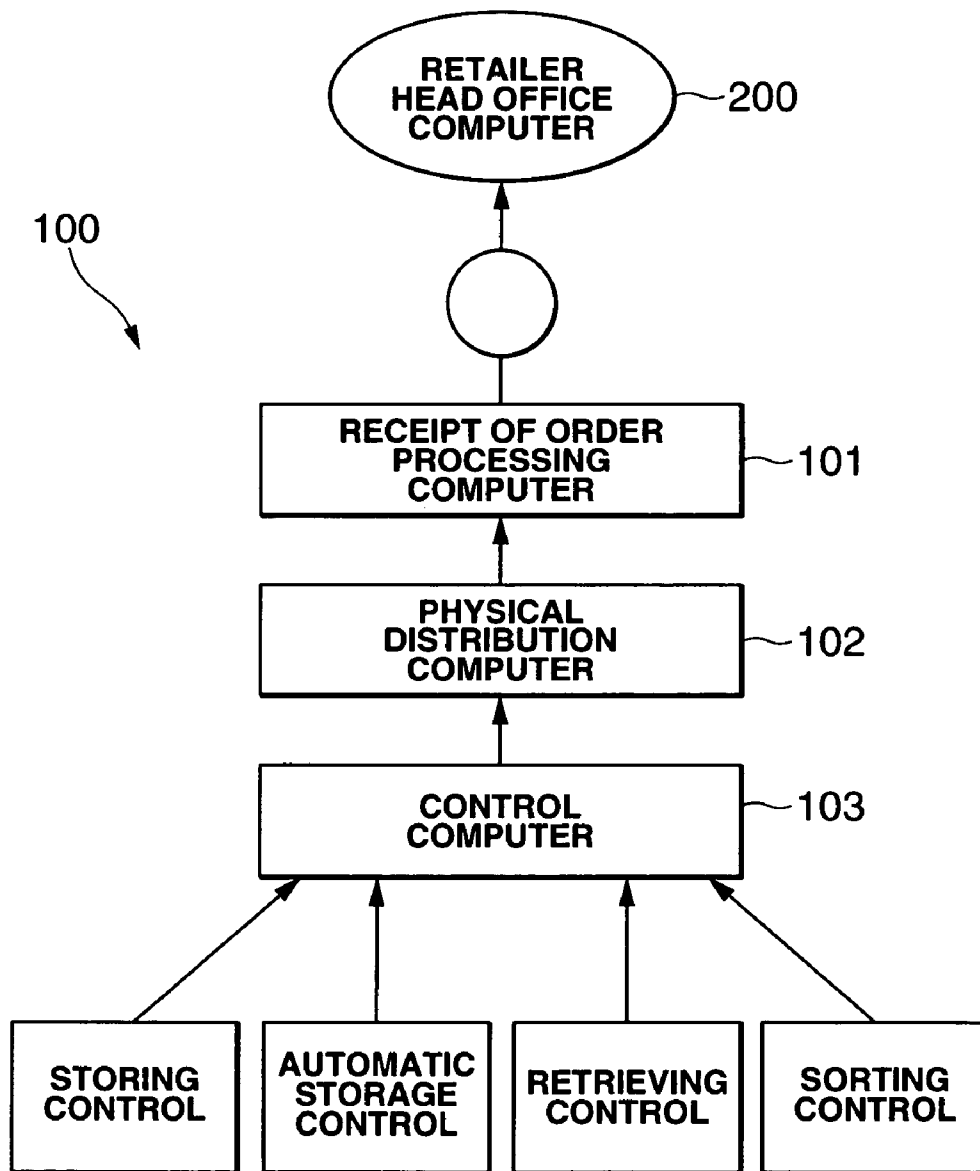 RETAILER
HEAD OFFICE
COMPUTER
200
100
RECEIPT OF ORDER
PROCESSING
COMPUTER
101
PHYSICAL
DISTRIBUTION
COMPUTER
102
CONTROL
COMPUTER
103
STORING
CONTROL
AUTOMATIC
STORAGE
CONTROL
RETRIEVING
CONTROL
SORTING
CONTROL